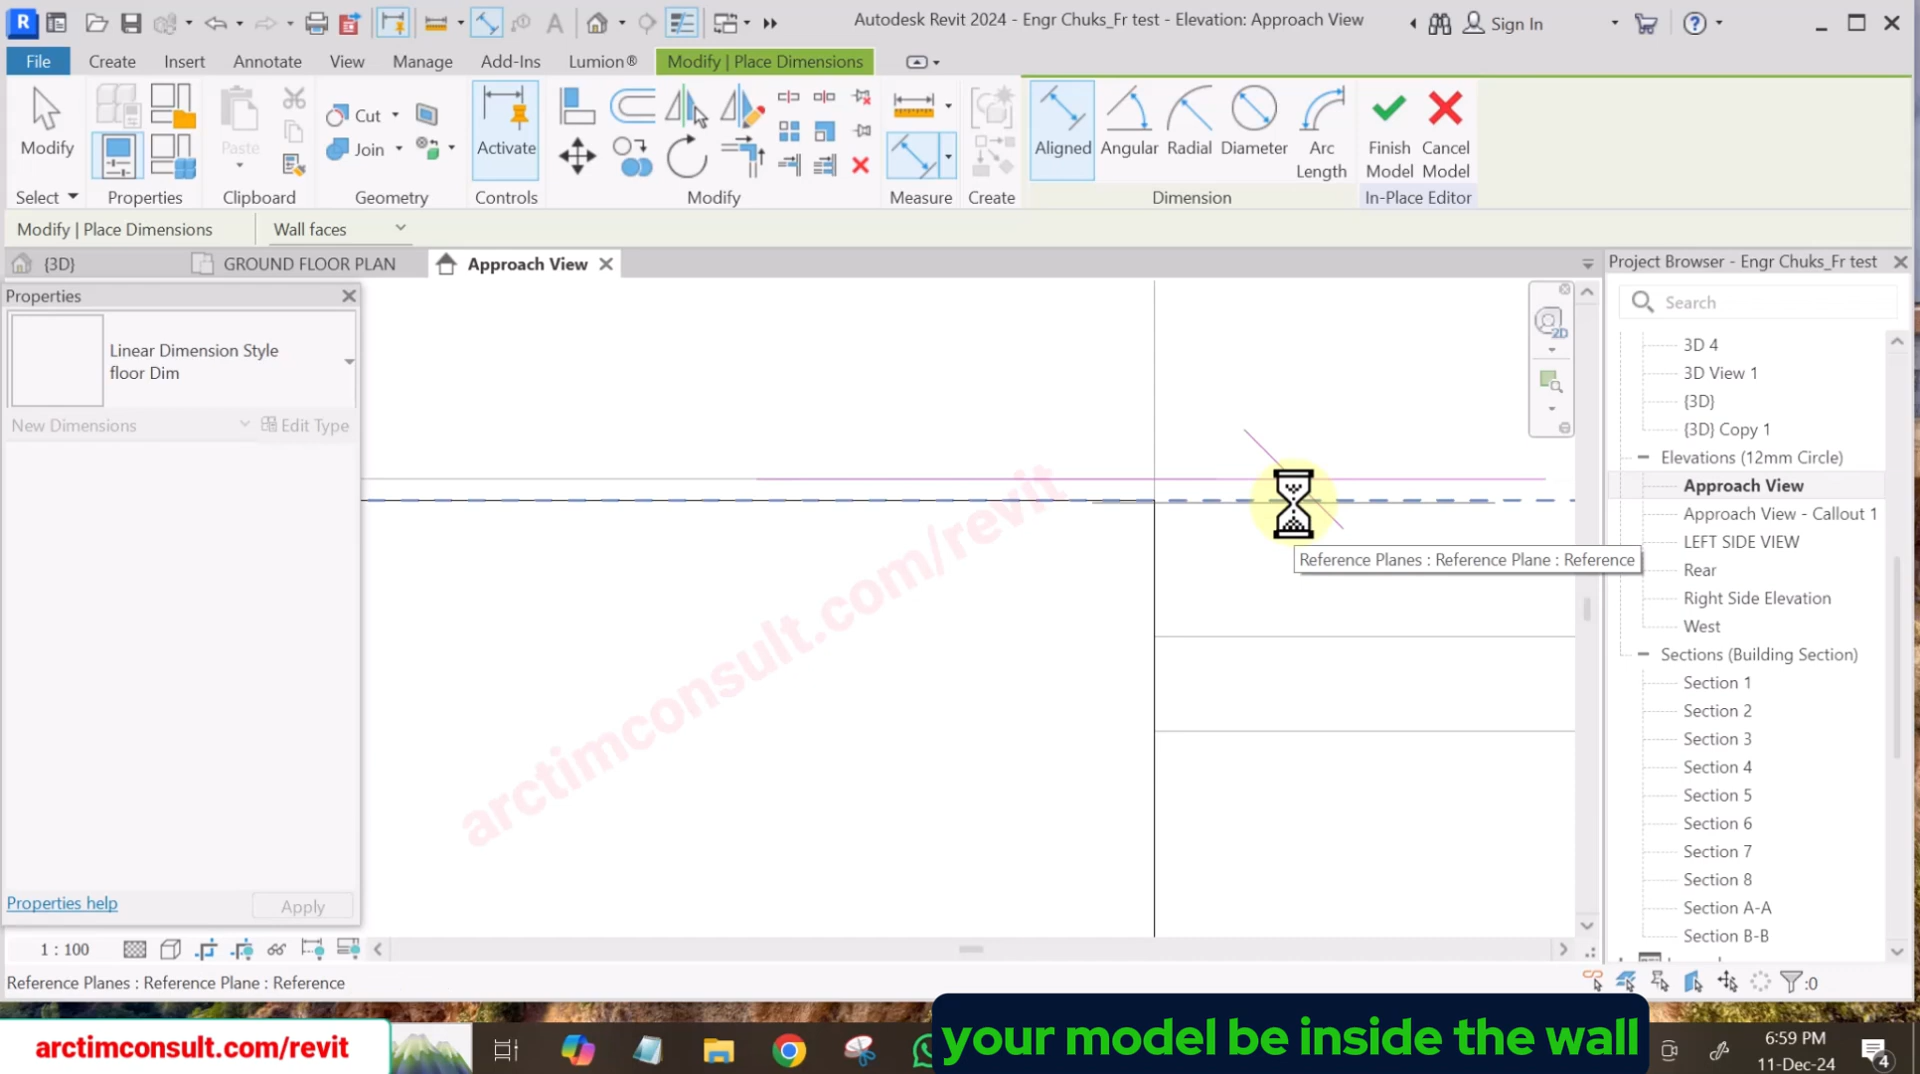 Autodesk Revit 2024 - Engr Chuks_Fr test - Elevation: Approach View
Sign In
File
Create
Insert
Annotate
View
Manage
Add-Ins
Lumion®
Modify | Place Dimensions
Modify
Paste
Cut
Join
Activate
Aligned
Angular
Radial
Diameter
Arc
Length
Finish
Model
Cancel
Model
Select
Properties
Clipboard
Geometry
Controls
Modify
Measure
Create
Dimension
In-Place Editor
Modify | Place Dimensions
Wall faces
{3D}
GROUND FLOOR PLAN
Approach View
Project Browser - Engr Chuks_Fr test
Properties
Search
Linear Dimension Style
floor Dim
New Dimensions
Edit Type
2D
3D 4
3D View 1
{3D}
{3D} Copy 1
Elevations (12mm Circle)
Approach View
Approach View - Callout 1
LEFT SIDE VIEW
Rear
Right Side Elevation
West
Sections (Building Section)
Section 1
Section 2
Section 3
Section 4
Section 5
Section 6
Section 7
Section 8
Section A-A
Section B-B
Reference Planes : Reference Plane : Reference
arctimconsult.com/revit
Properties help
Apply
1 : 100
Reference Planes : Reference Plane : Reference
:0
arctimconsult.com/revit
your model be inside the wall
6:59 PM
11-Dec-24
4